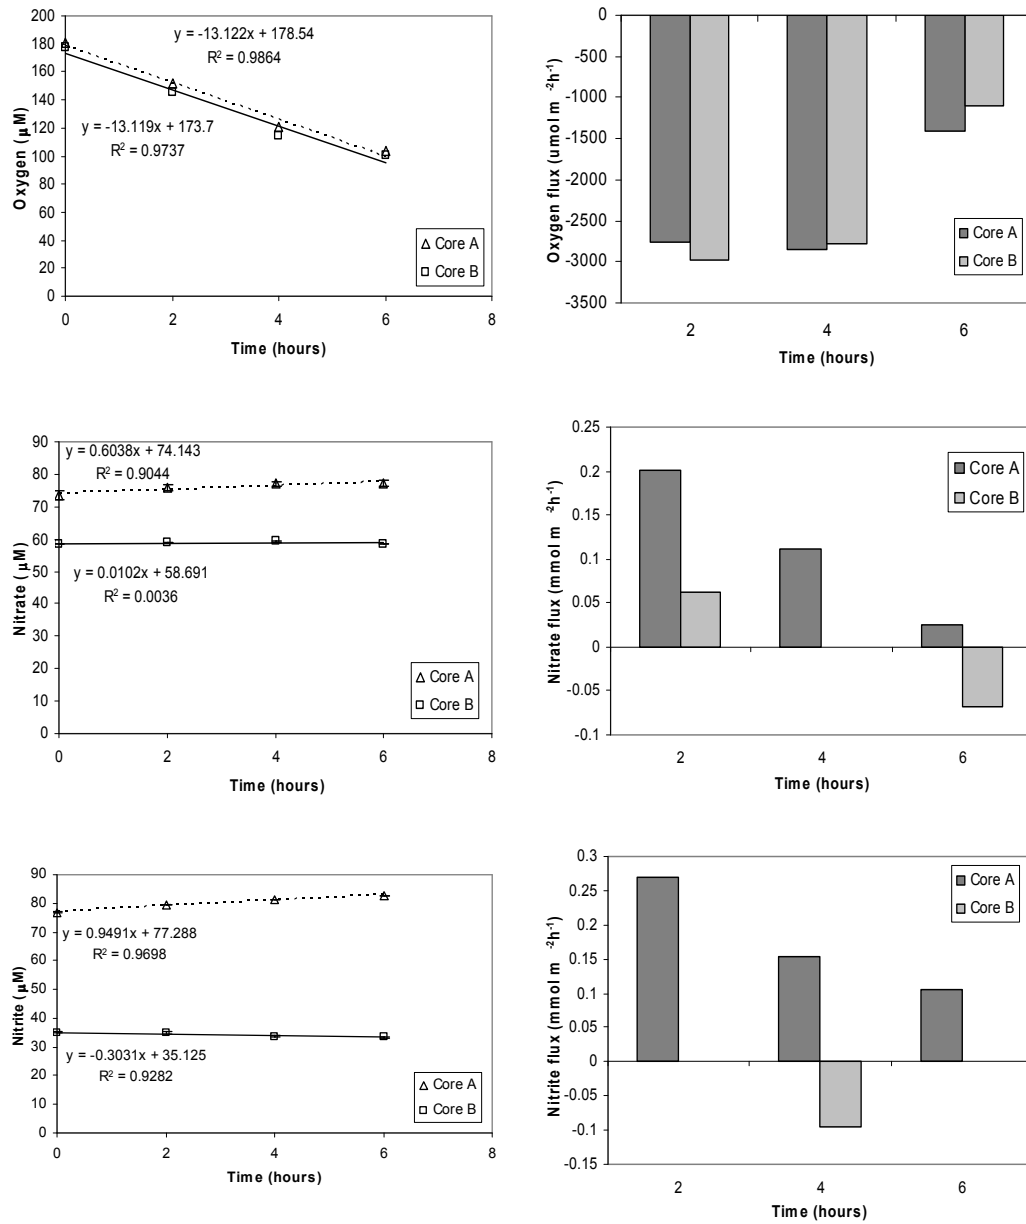 y = -13.122x + 178.54
R² = 0.9864
y = -13.119x + 173.7
R² = 0.9737
Oxygen (μM)
200
180
160
140
120
100
80
60
40
20
0
0 2 4 6 8
Time (hours)
Core A
Core B
Oxygen flux (umol m ⁻²h⁻¹)
0
-500
-1000
-1500
-2000
-2500
-3000
-3500
2 4 6
Time (hours)
Core A
Core B
y = 0.6038x + 74.143
R² = 0.9044
y = 0.0102x + 58.691
R² = 0.0036
Nitrate (μM)
90
80
70
60
50
40
30
20
10
0
0 2 4 6 8
Time (hours)
Core A
Core B
Nitrate flux (mmol m ⁻²h⁻¹)
0.25
0.2
0.15
0.1
0.05
0
-0.05
-0.1
2 4 6
Time (hours)
Core A
Core B
y = 0.9491x + 77.288
R² = 0.9698
y = -0.3031x + 35.125
R² = 0.9282
Nitrite (μM)
90
80
70
60
50
40
30
20
10
0
0 2 4 6 8
Time (hours)
Core A
Core B
Nitrite flux (mmol m ⁻²h⁻¹)
0.3
0.25
0.2
0.15
0.1
0.05
0
-0.05
-0.1
-0.15
2 4 6
Time (hours)
Core A
Core B